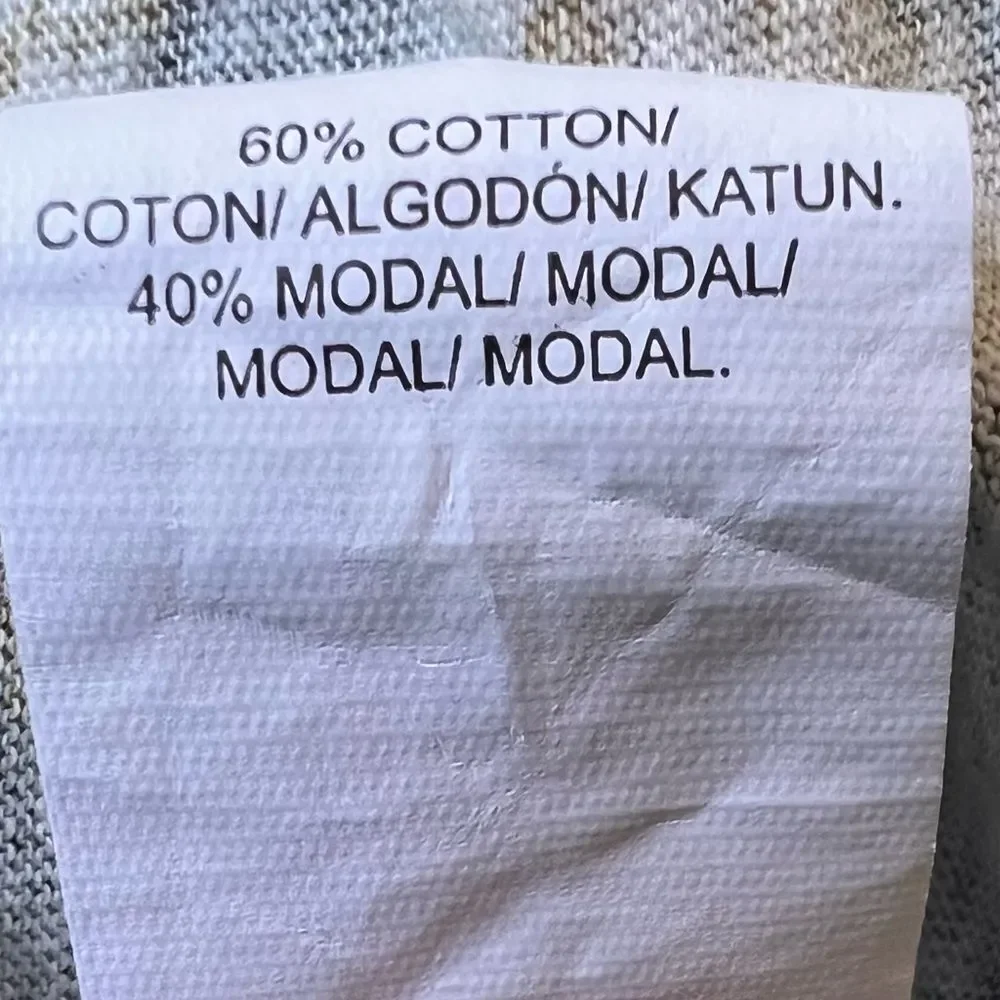 60% COTTON/
COTON/ ALGODÓN/ KATUN.
40% MODAL/ MODAL/
MODAL/ MODAL.